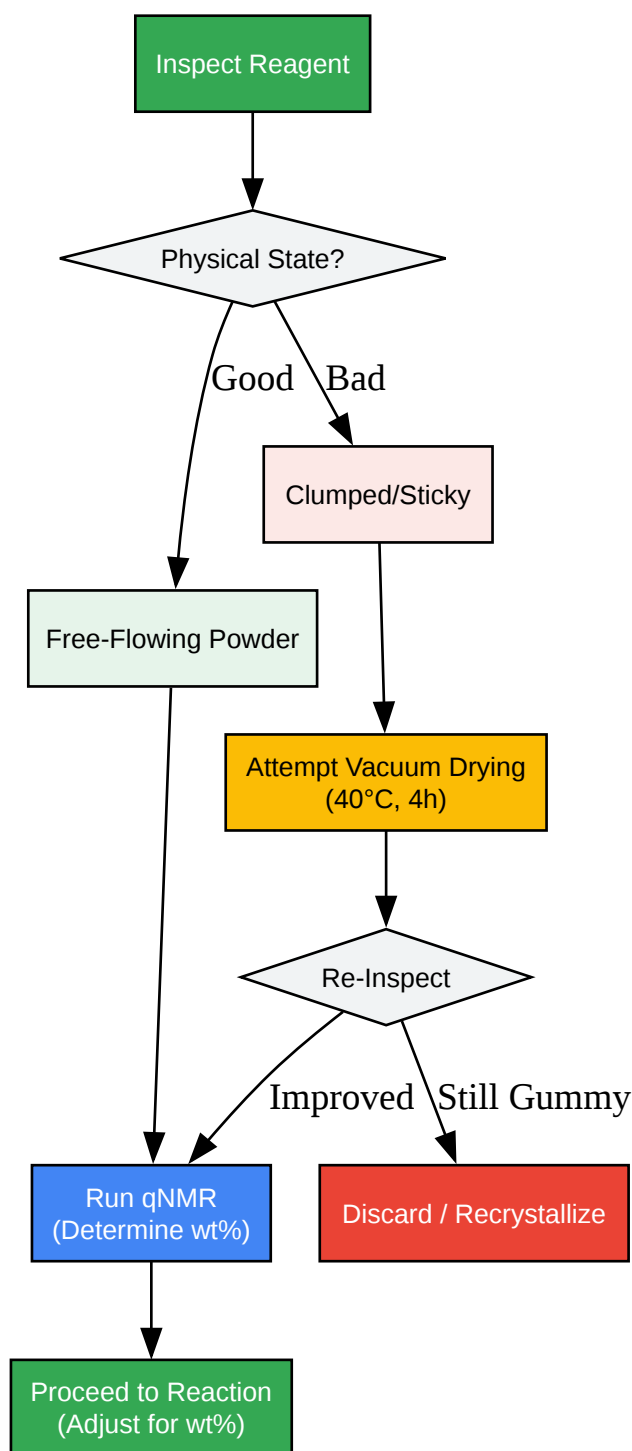 Inspect Reagent
Physical State?
Good
Bad
Clumped/Sticky
Free-Flowing Powder
Attempt Vacuum Drying
(40°C, 4h)
Re-Inspect
Improved
Still Gummy
Run qNMR
(Determine wt%)
Discard / Recrystallize
Proceed to Reaction
(Adjust for wt%)